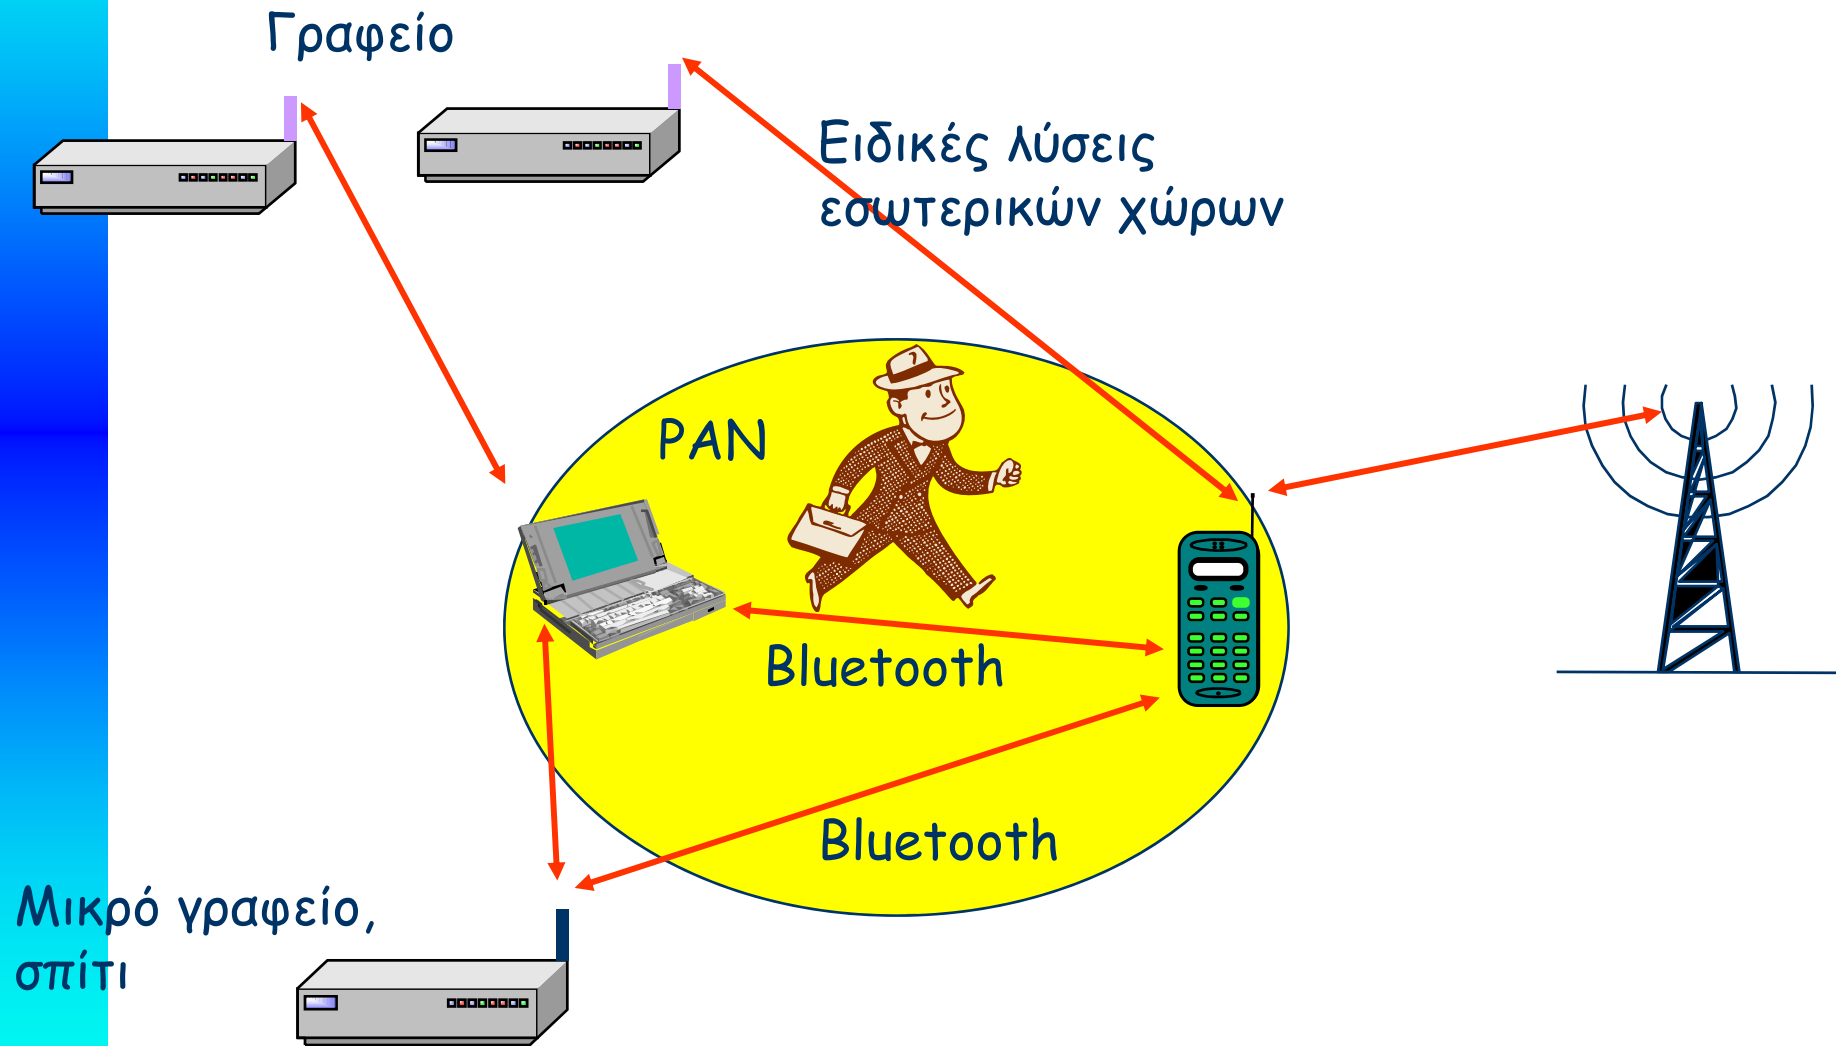 Γραφείο
Ειδικές λύσεις
εσωτερικών χώρων
PAN
Bluetooth
Bluetooth
Μικρό γραφείο,
σπίτι